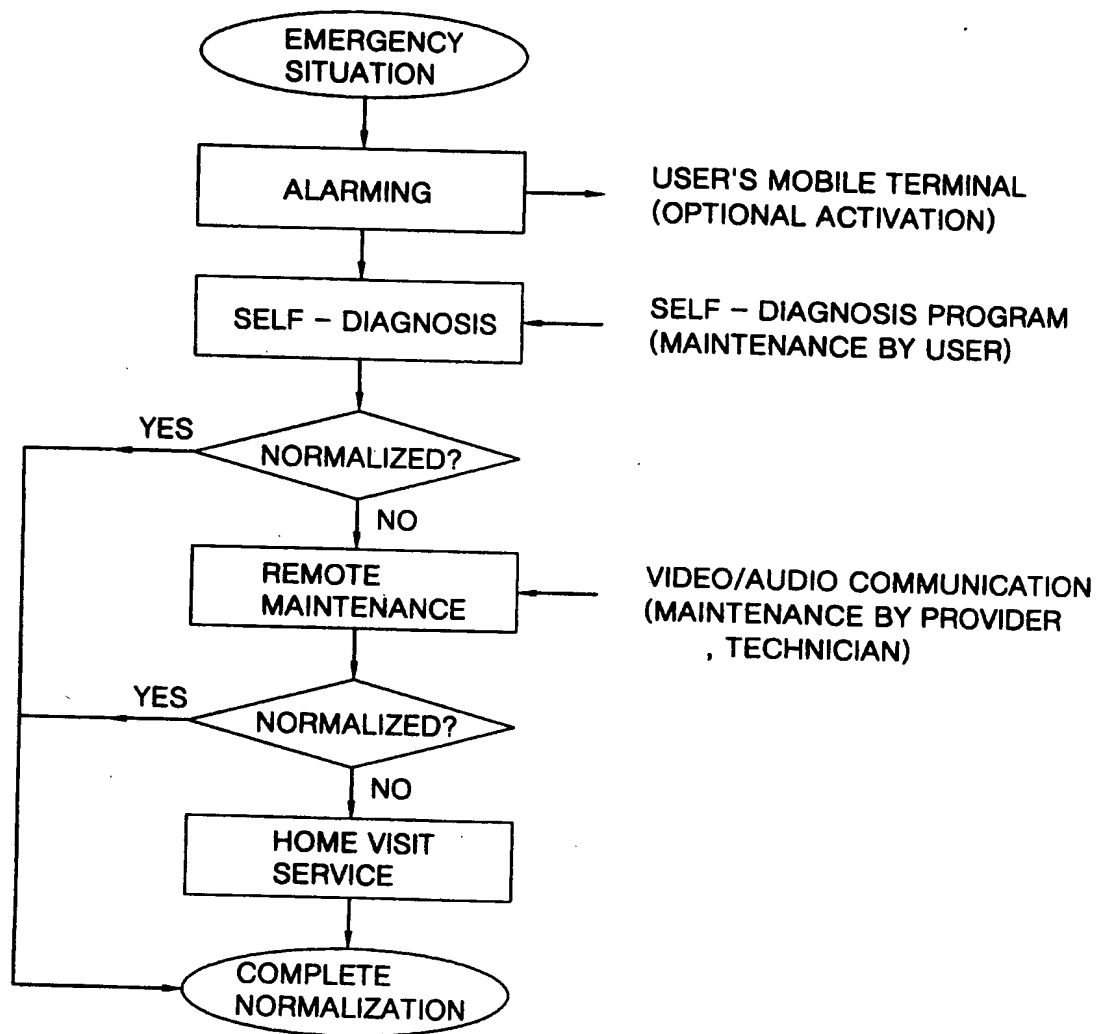 EMERGENCY
SITUATION
ALARMING
USER'S MOBILE TERMINAL
(OPTIONAL ACTIVATION)
SELF – DIAGNOSIS
SELF – DIAGNOSIS PROGRAM
(MAINTENANCE BY USER)
YES
NORMALIZED?
NO
REMOTE
MAINTENANCE
VIDEO/AUDIO COMMUNICATION
(MAINTENANCE BY PROVIDER
, TECHNICIAN)
YES
NORMALIZED?
NO
HOME VISIT
SERVICE
COMPLETE
NORMALIZATION